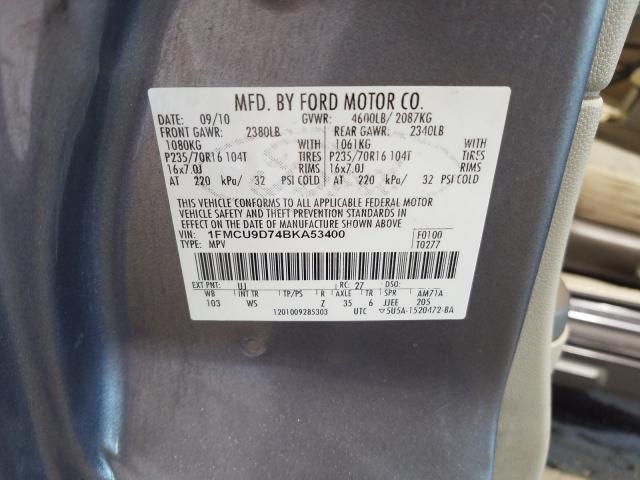 MFD. BY FORD MOTOR CO.
DATE: 09/10 GVWR: 4600LB/ 2087KG
FRONT GAWR: 2380LB REAR GAWR: 2340LB
1080KG WITH 1061KG WITH
P235/70R16 104T TIRES P235/70R16 104T TIRES
16x7.0J RIMS 16x7.0J RIMS
AT 220 kPa/ 32 PSI COLD AT 220 kPa/ 32 PSI COLD
THIS VEHICLE CONFORMS TO ALL APPLICABLE FEDERAL MOTOR
VEHICLE SAFETY AND THEFT PREVENTION STANDARDS IN
EFFECT ON THE DATE OF MANUFACTURE SHOWN ABOVE.
VIN: 1FMCU9D74BKA53400 F0100
TYPE: MPV T0277
EXT PNT: UJ RC: 27 DSO:
WB INT TR TP/PS R AXLE TR SPR AM71A
103 WS Z 35 6 JJEE 205
1201009285303 UTC ▽5U5A-1520472-BA